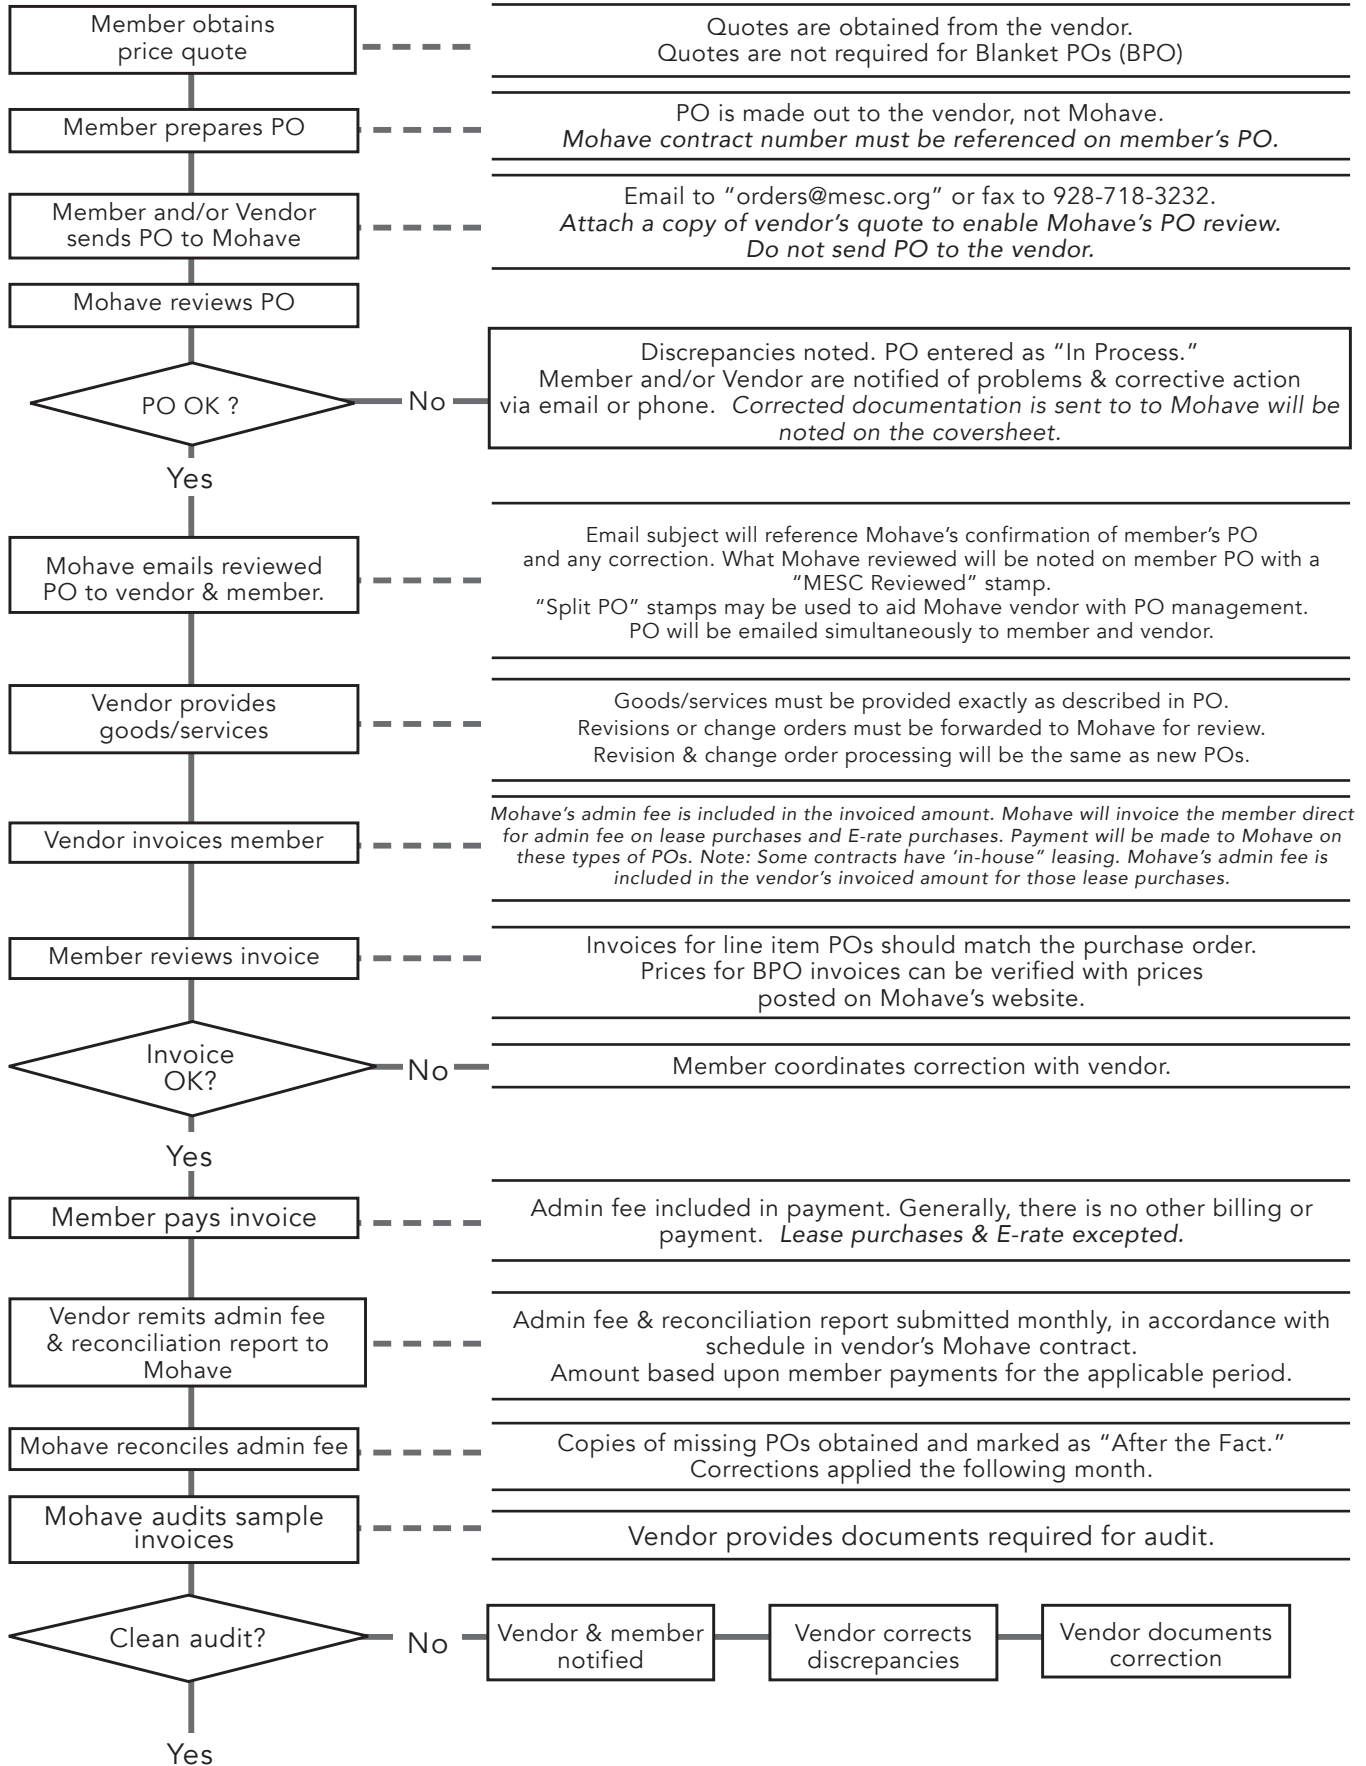 Member obtains
price quote
Quotes are obtained from the vendor.
Quotes are not required for Blanket POs (BPO)
Member prepares PO
PO is made out to the vendor, not Mohave.
Mohave contract number must be referenced on member's PO.
Member and/or Vendor
sends PO to Mohave
Email to “orders@mesc.org” or fax to 928-718-3232.
Attach a copy of vendor's quote to enable Mohave's PO review.
Do not send PO to the vendor.
Mohave reviews PO
PO OK ?
No
Discrepancies noted. PO entered as “In Process.”
Member and/or Vendor are notified of problems & corrective action
via email or phone. Corrected documentation is sent to to Mohave will be
noted on the coversheet.
Yes
Mohave emails reviewed
PO to vendor & member.
Email subject will reference Mohave's confirmation of member's PO
and any correction. What Mohave reviewed will be noted on member PO with a
“MESC Reviewed” stamp.
“Split PO” stamps may be used to aid Mohave vendor with PO management.
PO will be emailed simultaneously to member and vendor.
Vendor provides
goods/services
Goods/services must be provided exactly as described in PO.
Revisions or change orders must be forwarded to Mohave for review.
Revision & change order processing will be the same as new POs.
Vendor invoices member
Mohave's admin fee is included in the invoiced amount. Mohave will invoice the member direct
for admin fee on lease purchases and E-rate purchases. Payment will be made to Mohave on
these types of POs. Note: Some contracts have 'in-house” leasing. Mohave's admin fee is
included in the vendor's invoiced amount for those lease purchases.
Member reviews invoice
Invoices for line item POs should match the purchase order.
Prices for BPO invoices can be verified with prices
posted on Mohave's website.
Invoice
OK?
No
Member coordinates correction with vendor.
Yes
Member pays invoice
Admin fee included in payment. Generally, there is no other billing or
payment. Lease purchases & E-rate excepted.
Vendor remits admin fee
& reconciliation report to
Mohave
Admin fee & reconciliation report submitted monthly, in accordance with
schedule in vendor's Mohave contract.
Amount based upon member payments for the applicable period.
Mohave reconciles admin fee
Copies of missing POs obtained and marked as “After the Fact.”
Corrections applied the following month.
Mohave audits sample
invoices
Vendor provides documents required for audit.
Clean audit?
No
Vendor & member
notified
Vendor corrects
discrepancies
Vendor documents
correction
Yes